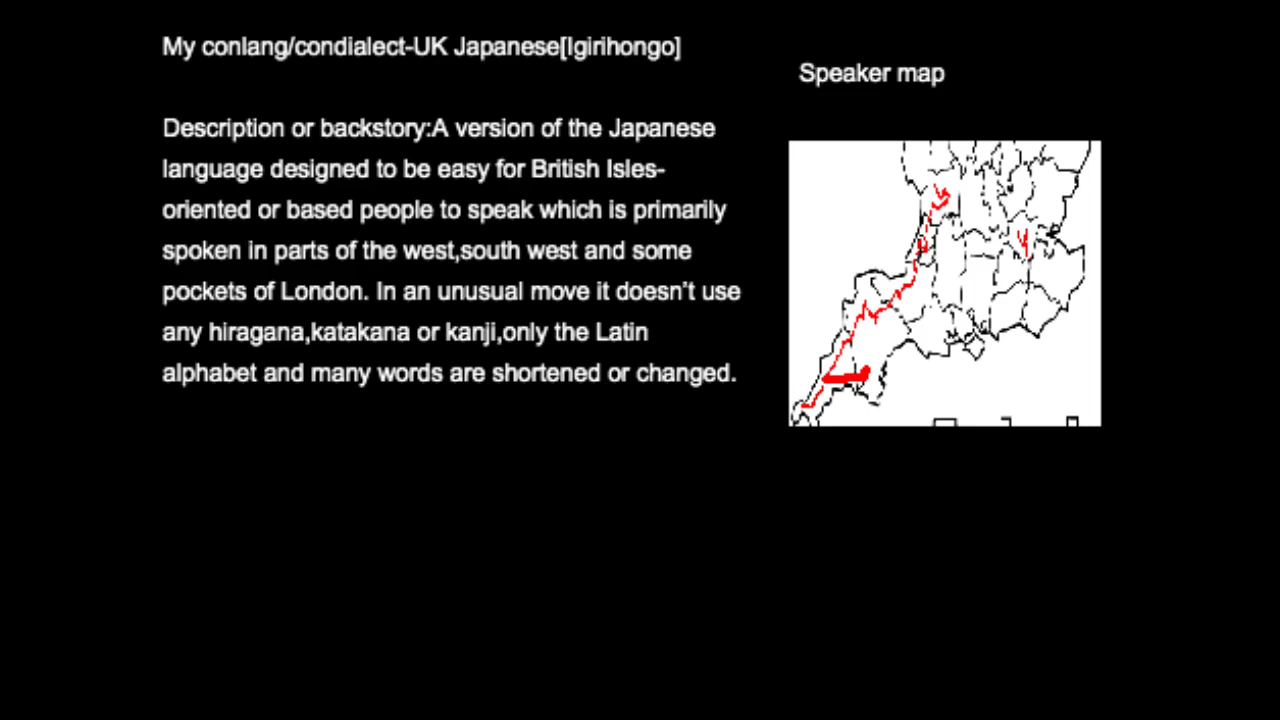 My conlang/condialect-UK Japanese[Igirihongo]
Speaker map
Description or backstory:A version of the Japanese
language designed to be easy for British Isles-
oriented or based people to speak which is primarily
spoken in parts of the west,south west and some
pockets of London. In an unusual move it doesn’t use
any hiragana,katakana or kanji,only the Latin
alphabet and many words are shortened or changed.